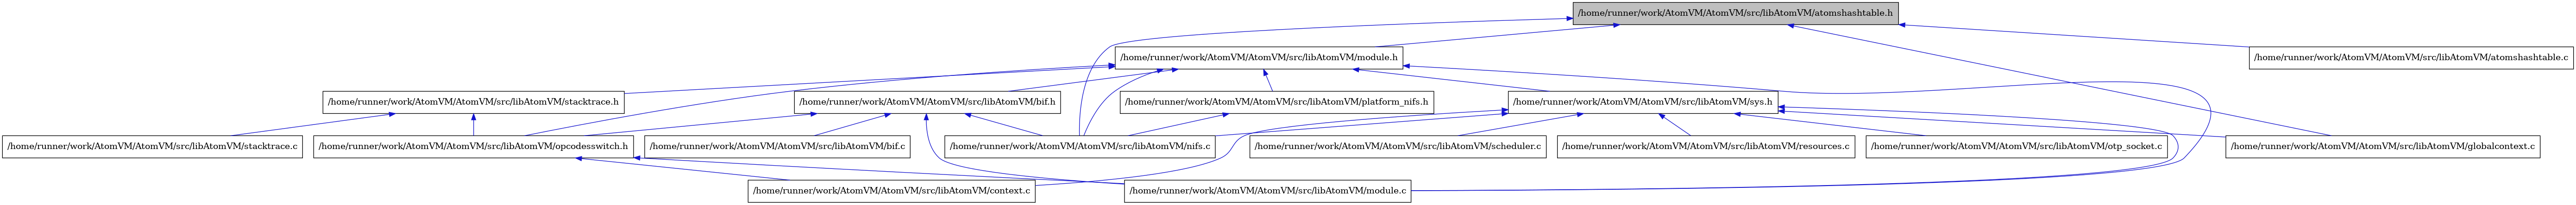 /home/runner/work/AtomVM/AtomVM/src/libAtomVM/atomshashtable.h
/home/runner/work/AtomVM/AtomVM/src/libAtomVM/module.h
/home/runner/work/AtomVM/AtomVM/src/libAtomVM/atomshashtable.c
/home/runner/work/AtomVM/AtomVM/src/libAtomVM/stacktrace.h
/home/runner/work/AtomVM/AtomVM/src/libAtomVM/bif.h
/home/runner/work/AtomVM/AtomVM/src/libAtomVM/platform_nifs.h
/home/runner/work/AtomVM/AtomVM/src/libAtomVM/sys.h
/home/runner/work/AtomVM/AtomVM/src/libAtomVM/stacktrace.c
/home/runner/work/AtomVM/AtomVM/src/libAtomVM/opcodesswitch.h
/home/runner/work/AtomVM/AtomVM/src/libAtomVM/bif.c
/home/runner/work/AtomVM/AtomVM/src/libAtomVM/nifs.c
/home/runner/work/AtomVM/AtomVM/src/libAtomVM/scheduler.c
/home/runner/work/AtomVM/AtomVM/src/libAtomVM/resources.c
/home/runner/work/AtomVM/AtomVM/src/libAtomVM/otp_socket.c
/home/runner/work/AtomVM/AtomVM/src/libAtomVM/globalcontext.c
/home/runner/work/AtomVM/AtomVM/src/libAtomVM/context.c
/home/runner/work/AtomVM/AtomVM/src/libAtomVM/module.c